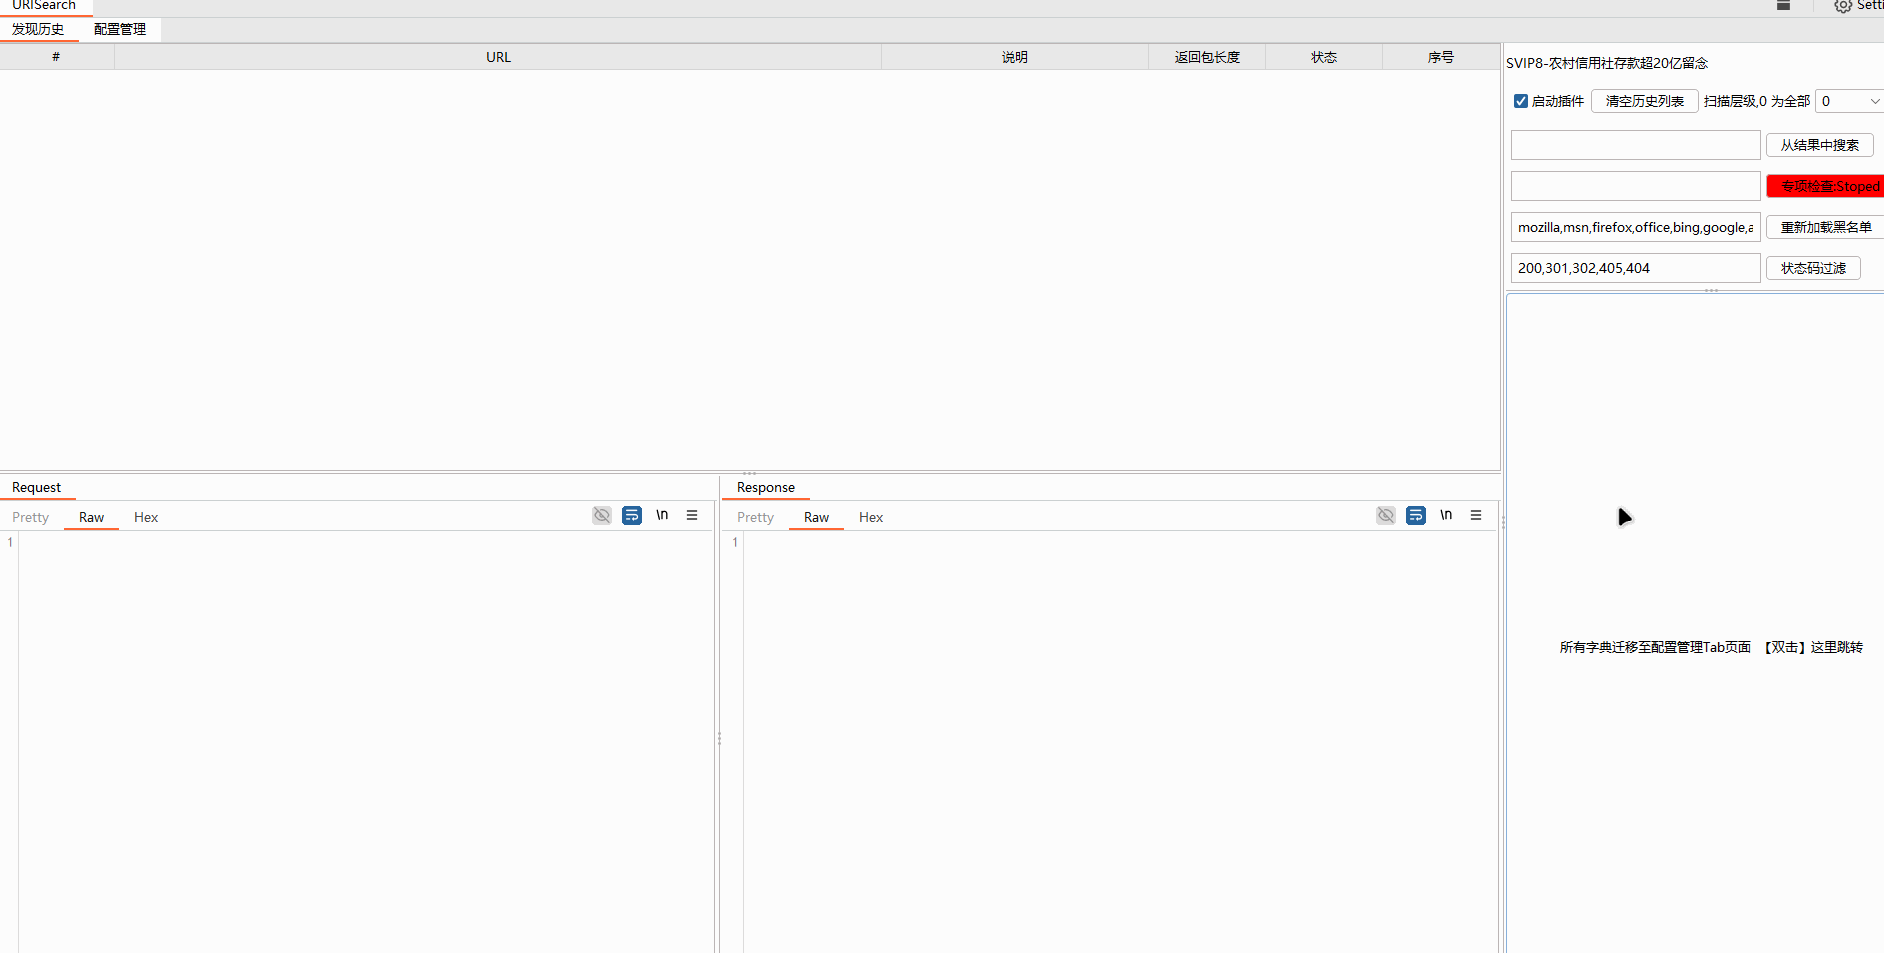 URISearch
发现历史 配置管理
# URL 说明 返回包长度 状态 序号
SVIP8-农村信用社存款超20亿留念
启动插件 清空历史列表 扫描层级,0 为全部 0
从结果中搜索
专项检查:Stoped
mozilla,msn,firefox,office,bing,google,a 重新加载黑名单
200,301,302,405,404 状态码过滤
所有字典迁移至配置管理Tab页面 【双击】这里跳转
Request
Pretty Raw Hex \n
1
Response
Pretty Raw Hex \n
1